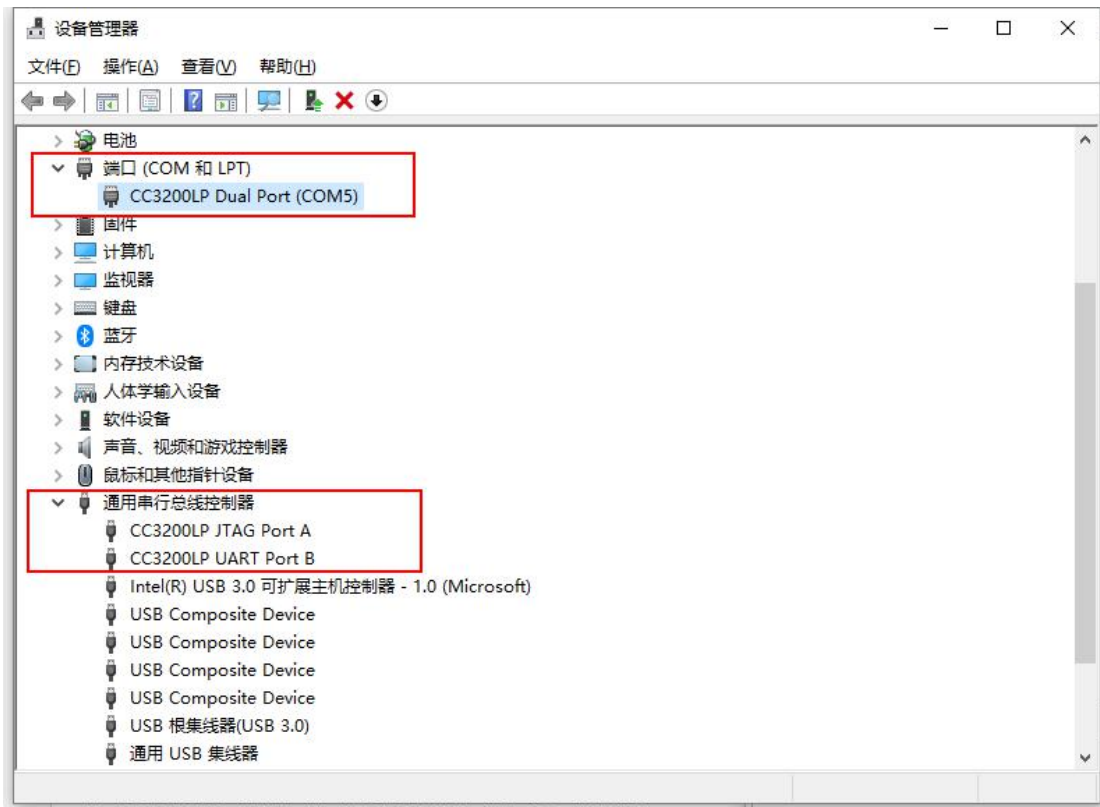 设备管理器
文件(F) 操作(A) 查看(V) 帮助(H)
电池
端口 (COM 和 LPT)
CC3200LP Dual Port (COM5)
固件
计算机
监视器
键盘
蓝牙
内存技术设备
人体学输入设备
软件设备
声音、视频和游戏控制器
鼠标和其他指针设备
通用串行总线控制器
CC3200LP JTAG Port A
CC3200LP UART Port B
Intel(R) USB 3.0 可扩展主机控制器 - 1.0 (Microsoft)
USB Composite Device
USB Composite Device
USB Composite Device
USB Composite Device
USB 根集线器(USB 3.0)
通用 USB 集线器